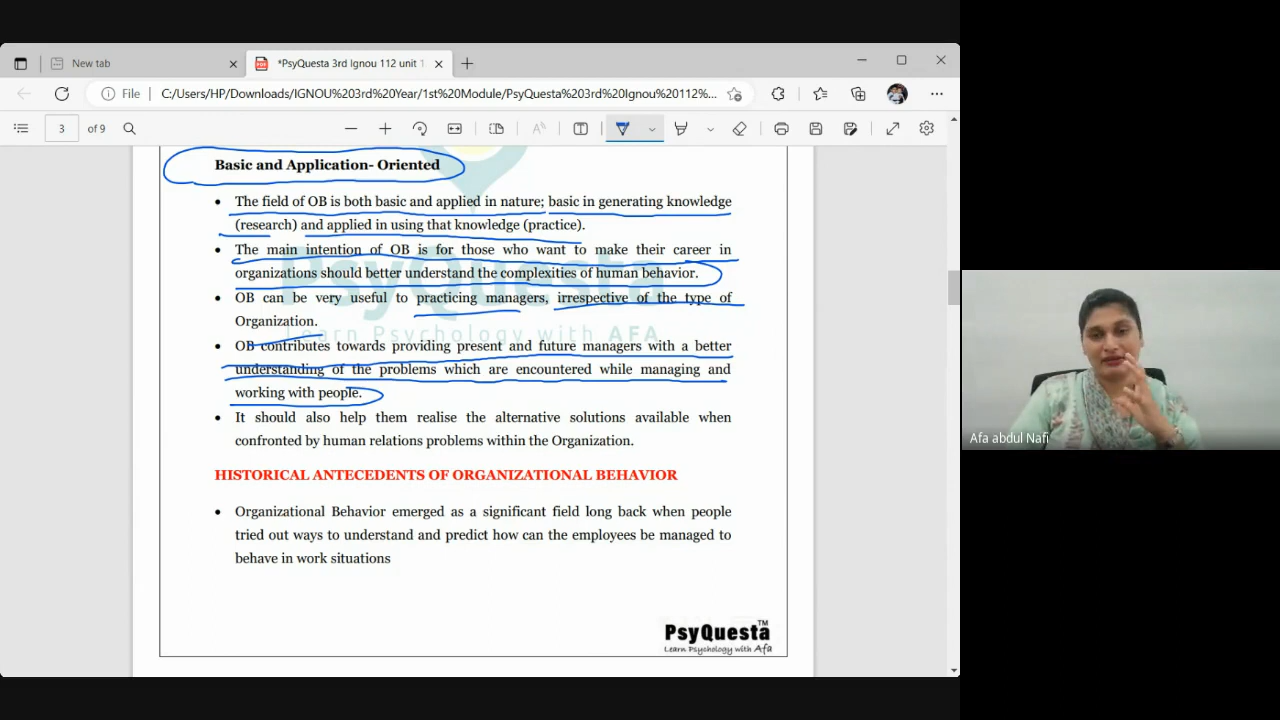 New tab
*PsyQuesta 3rd Ignou 112 unit 1
File
C:/Users/HP/Downloads/IGNOU%203rd%20Year/1st%20Module/PsyQuesta%203rd%20Ignou%20112%...
3 of 9
Basic and Application- Oriented
• The field of OB is both basic and applied in nature; basic in generating knowledge
(research) and applied in using that knowledge (practice).
• The main intention of OB is for those who want to make their career in
organizations should better understand the complexities of human behavior.
• OB can be very useful to practicing managers, irrespective of the type of
Organization.
• OB contributes towards providing present and future managers with a better
understanding of the problems which are encountered while managing and
working with people.
• It should also help them realise the alternative solutions available when
confronted by human relations problems within the Organization.
HISTORICAL ANTECEDENTS OF ORGANIZATIONAL BEHAVIOR
• Organizational Behavior emerged as a significant field long back when people
tried out ways to understand and predict how can the employees be managed to
behave in work situations
PsyQuesta
Learn Psychology with AFA
PsyQuesta™
Learn Psychology with Afa
Afa abdul Nafi